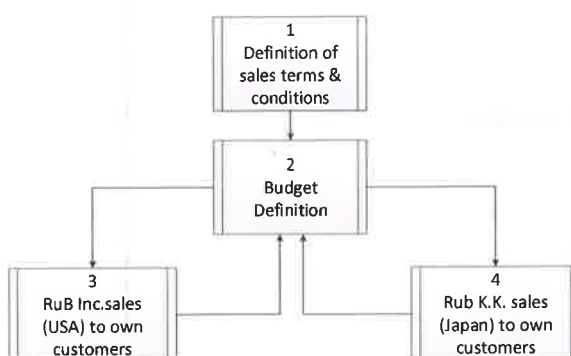 1
Definition of
sales terms &
conditions
2
Budget
Definition
3
RuB Inc.sales
(USA) to own
customers
4
Rub K.K. sales
(Japan) to own
customers